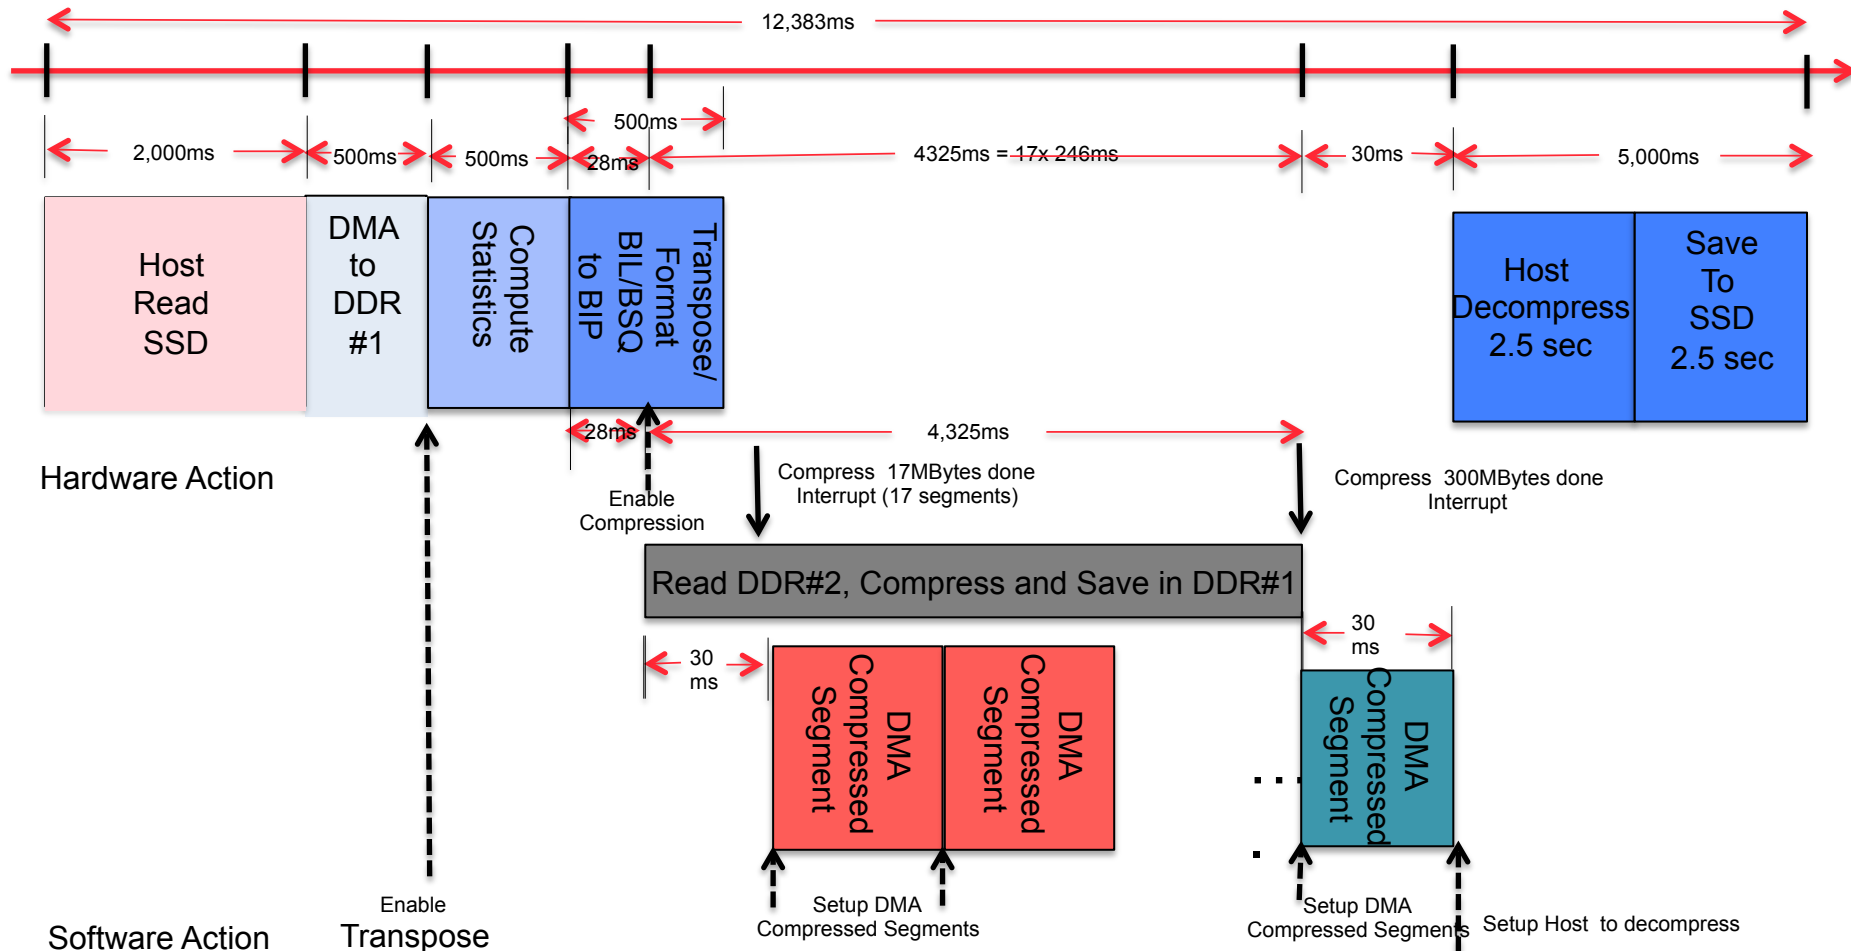 12,383ms
500ms
2,000ms
500ms
500ms
28ms
4325ms = 17x 246ms
30ms
5,000ms
Host
Read
SSD
DMA
to
DDR
#1
Compute
Statistics
Transpose/
Format
BIL/BSQ
to BIP
Host
Decompress
2.5 sec
Save
To
SSD
2.5 sec
28ms
4,325ms
Hardware Action
Enable
Compression
Compress 17MBytes done
Interrupt (17 segments)
Compress 300MBytes done
Interrupt
Read DDR#2, Compress and Save in DDR#1
30
ms
DMA
Compressed
Segment
DMA
Compressed
Segment
30
ms
DMA
Compressed
Segment
. . .
.
Enable
Transpose
Software Action
Setup DMA
Compressed Segments
Setup DMA
Compressed Segments
Setup Host to decompress